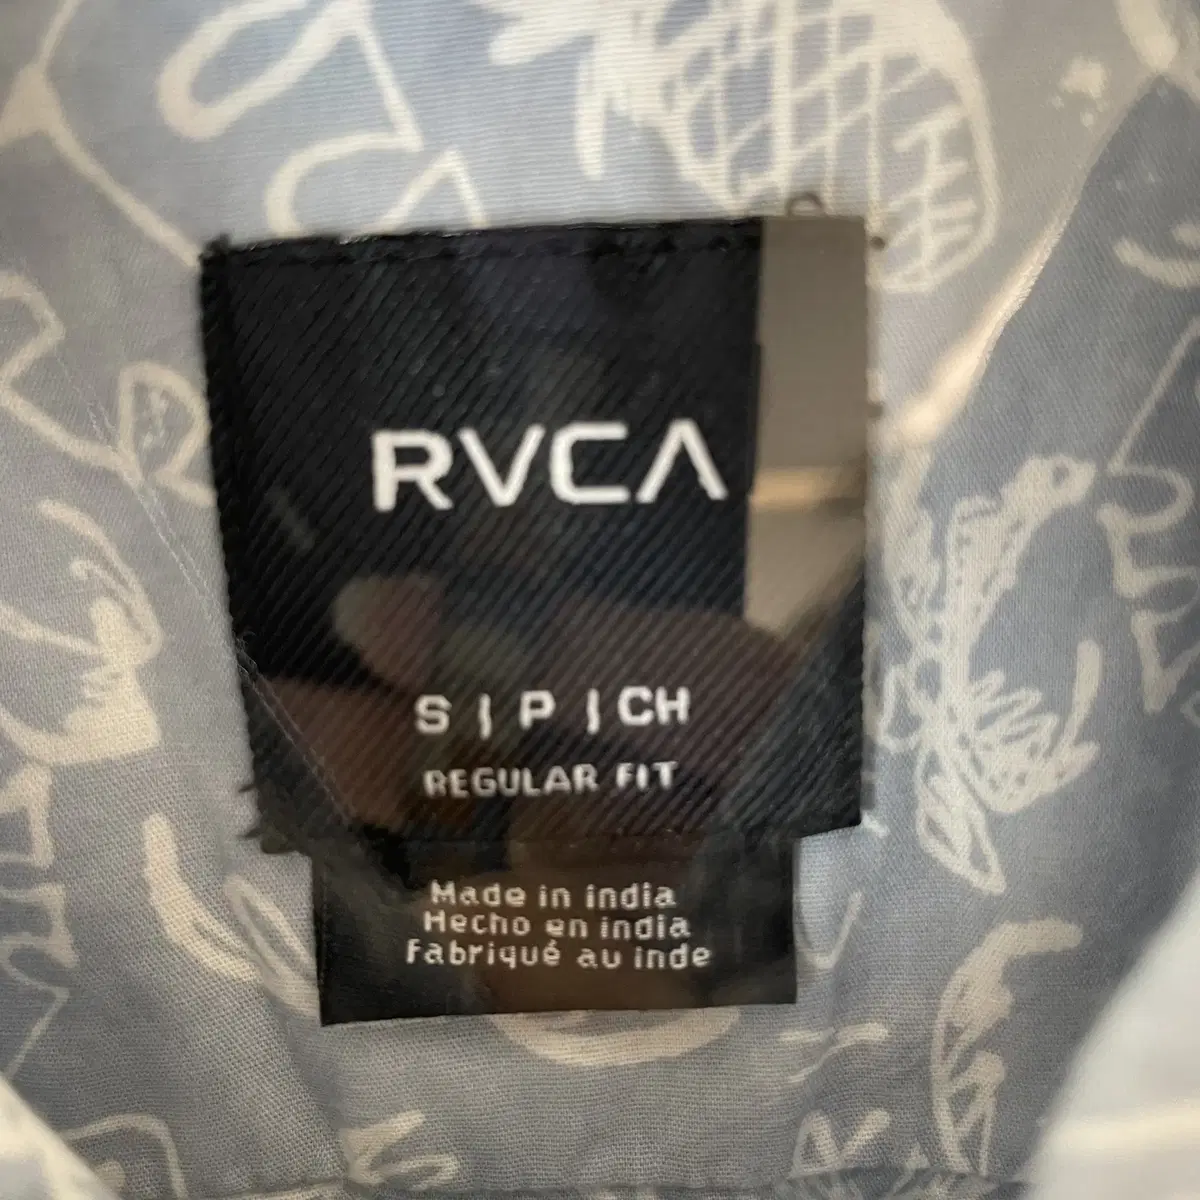 RVCA
S | P | CH
REGULAR FIT
Made in india
Hecho en india
Fabriqué au inde